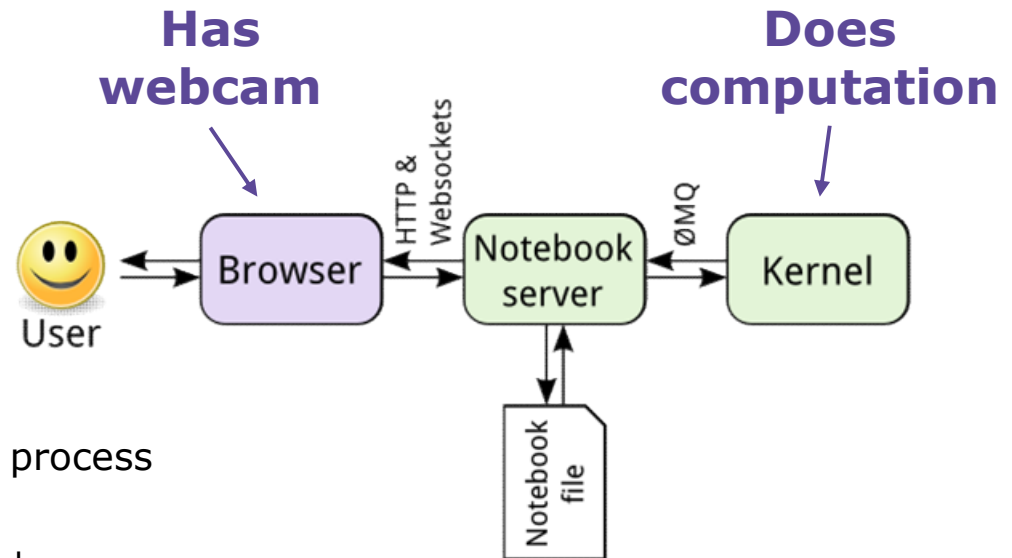 Has
webcam
Does
computation
HTTP &
Websockets
ØMQ
User
Browser
Notebook
server
Kernel
Notebook
file
process